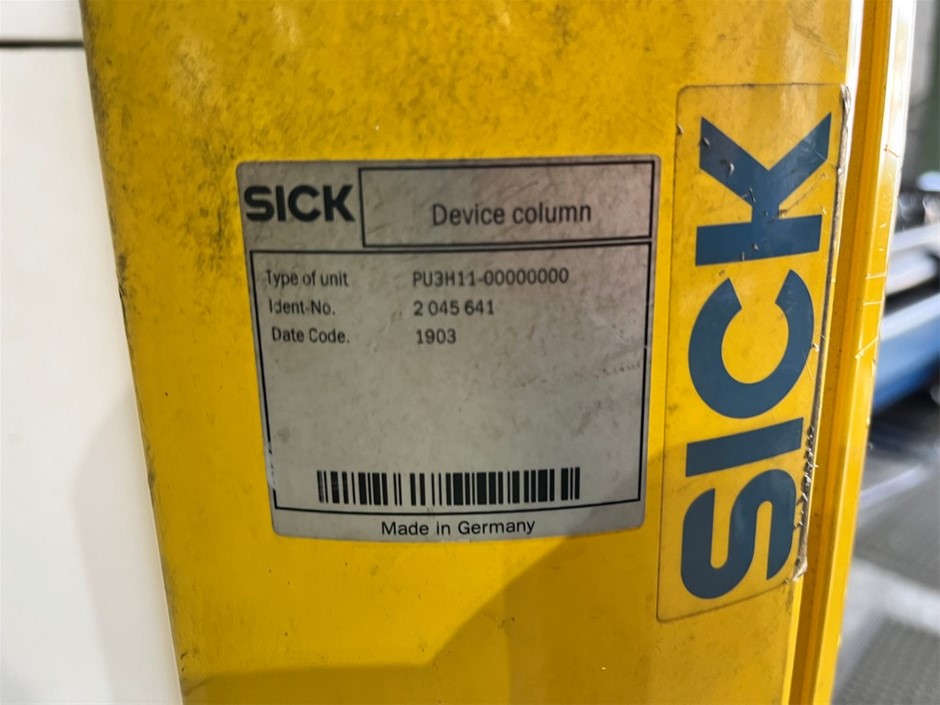 SICK
Device column
Type of unit PU3H11-00000000
Ident-No. 2 045 641
Date Code. 1903
Made in Germany
SICK